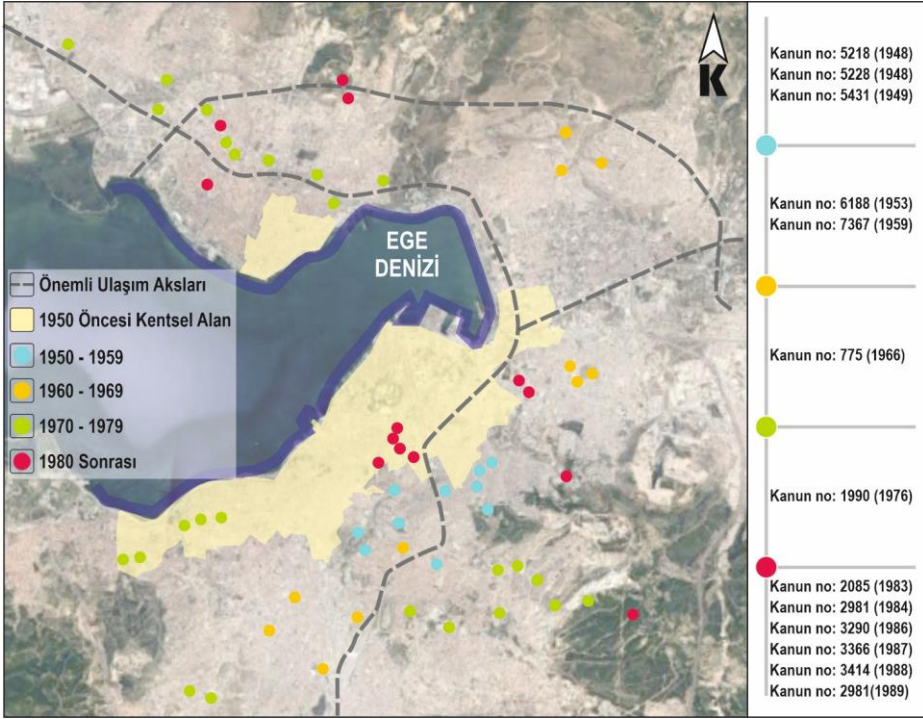 K
EGE
DENİZİ
Önemli Ulaşım Aksları
1950 Öncesi Kentsel Alan
1950 - 1959
1960 - 1969
1970 - 1979
1980 Sonrası
Kanun no: 5218 (1948)
Kanun no: 5228 (1948)
Kanun no: 5431 (1949)
Kanun no: 6188 (1953)
Kanun no: 7367 (1959)
Kanun no: 775 (1966)
Kanun no: 1990 (1976)
Kanun no: 2085 (1983)
Kanun no: 2981 (1984)
Kanun no: 3290 (1986)
Kanun no: 3366 (1987)
Kanun no: 3414 (1988)
Kanun no: 2981(1989)